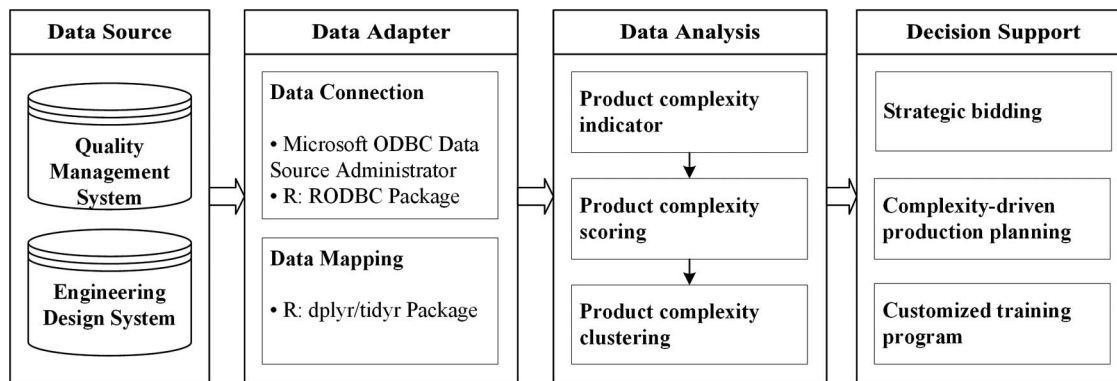 Data Source
Quality
Management
System
Engineering
Design System
Data Adapter
Data Connection
• Microsoft ODBC Data
Source Administrator
• R: RODBC Package
Data Mapping
• R: dplyr/tidyr Package
Data Analysis
Product complexity
indicator
Product complexity
scoring
Product complexity
clustering
Decision Support
Strategic bidding
Complexity-driven
production planning
Customized training
program